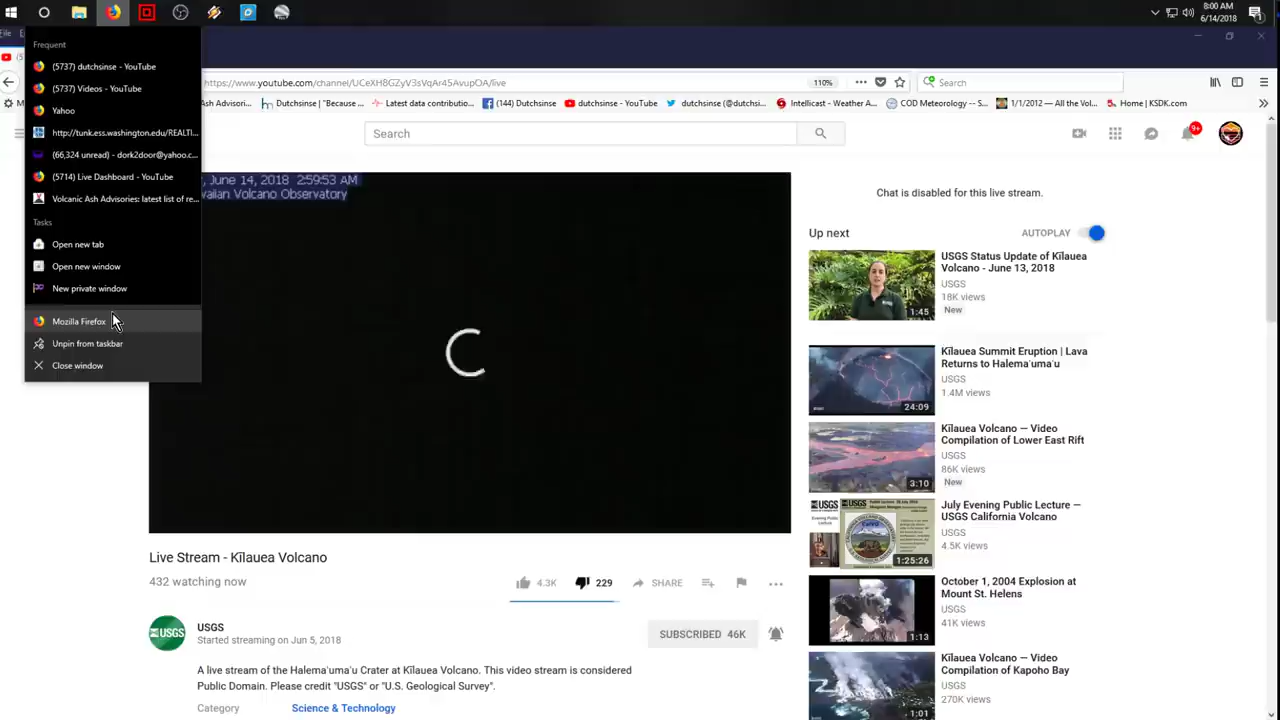 8:00 AM
6/14/2018
Frequent
(5737) dutchsinse - YouTube
(5737) Videos - YouTube
Yahoo
http://tunk.ess.washington.edu/REALTI...
(66,324 unread) - dork2door@yahoo.c...
(5714) Live Dashboard - YouTube
Volcanic Ash Advisories: latest list of re...
Tasks
Open new tab
Open new window
New private window
Mozilla Firefox
Unpin from taskbar
Close window
https://www.youtube.com/channel/UCeXH8GZyV3sVqAr45AvupOA/live
110%
Search
Ash Advisori...
Dutchsinse | "Because ...
Latest data contributio...
(144) Dutchsinse
dutchsinse - YouTube
dutchsinse (@dutchsi...
Intellicast - Weather A...
COD Meteorology -- S...
1/1/2012 — All the Vol...
Home | KSDK.com
Search
9+
, June 14, 2018 2:59:53 AM
waiian Volcano Observatory
Chat is disabled for this live stream.
Up next
AUTOPLAY
USGS Status Update of Kīlauea
Volcano - June 13, 2018
USGS
18K views
New
1:45
Kīlauea Summit Eruption | Lava
Returns to Halemaʻumaʻu
USGS
1.4M views
24:09
Kīlauea Volcano — Video
Compilation of Lower East Rift
USGS
86K views
New
3:10
July Evening Public Lecture —
USGS California Volcano
USGS
4.5K views
1:25:26
October 1, 2004 Explosion at
Mount St. Helens
USGS
41K views
1:13
Kīlauea Volcano — Video
Compilation of Kapoho Bay
USGS
270K views
1:01
Live Stream - Kīlauea Volcano
432 watching now
4.3K
229
SHARE
USGS
USGS
Started streaming on Jun 5, 2018
SUBSCRIBED 46K
A live stream of the Halemaʻumaʻu Crater at Kīlauea Volcano. This video stream is considered
Public Domain. Please credit "USGS" or "U.S. Geological Survey".
Category
Science & Technology